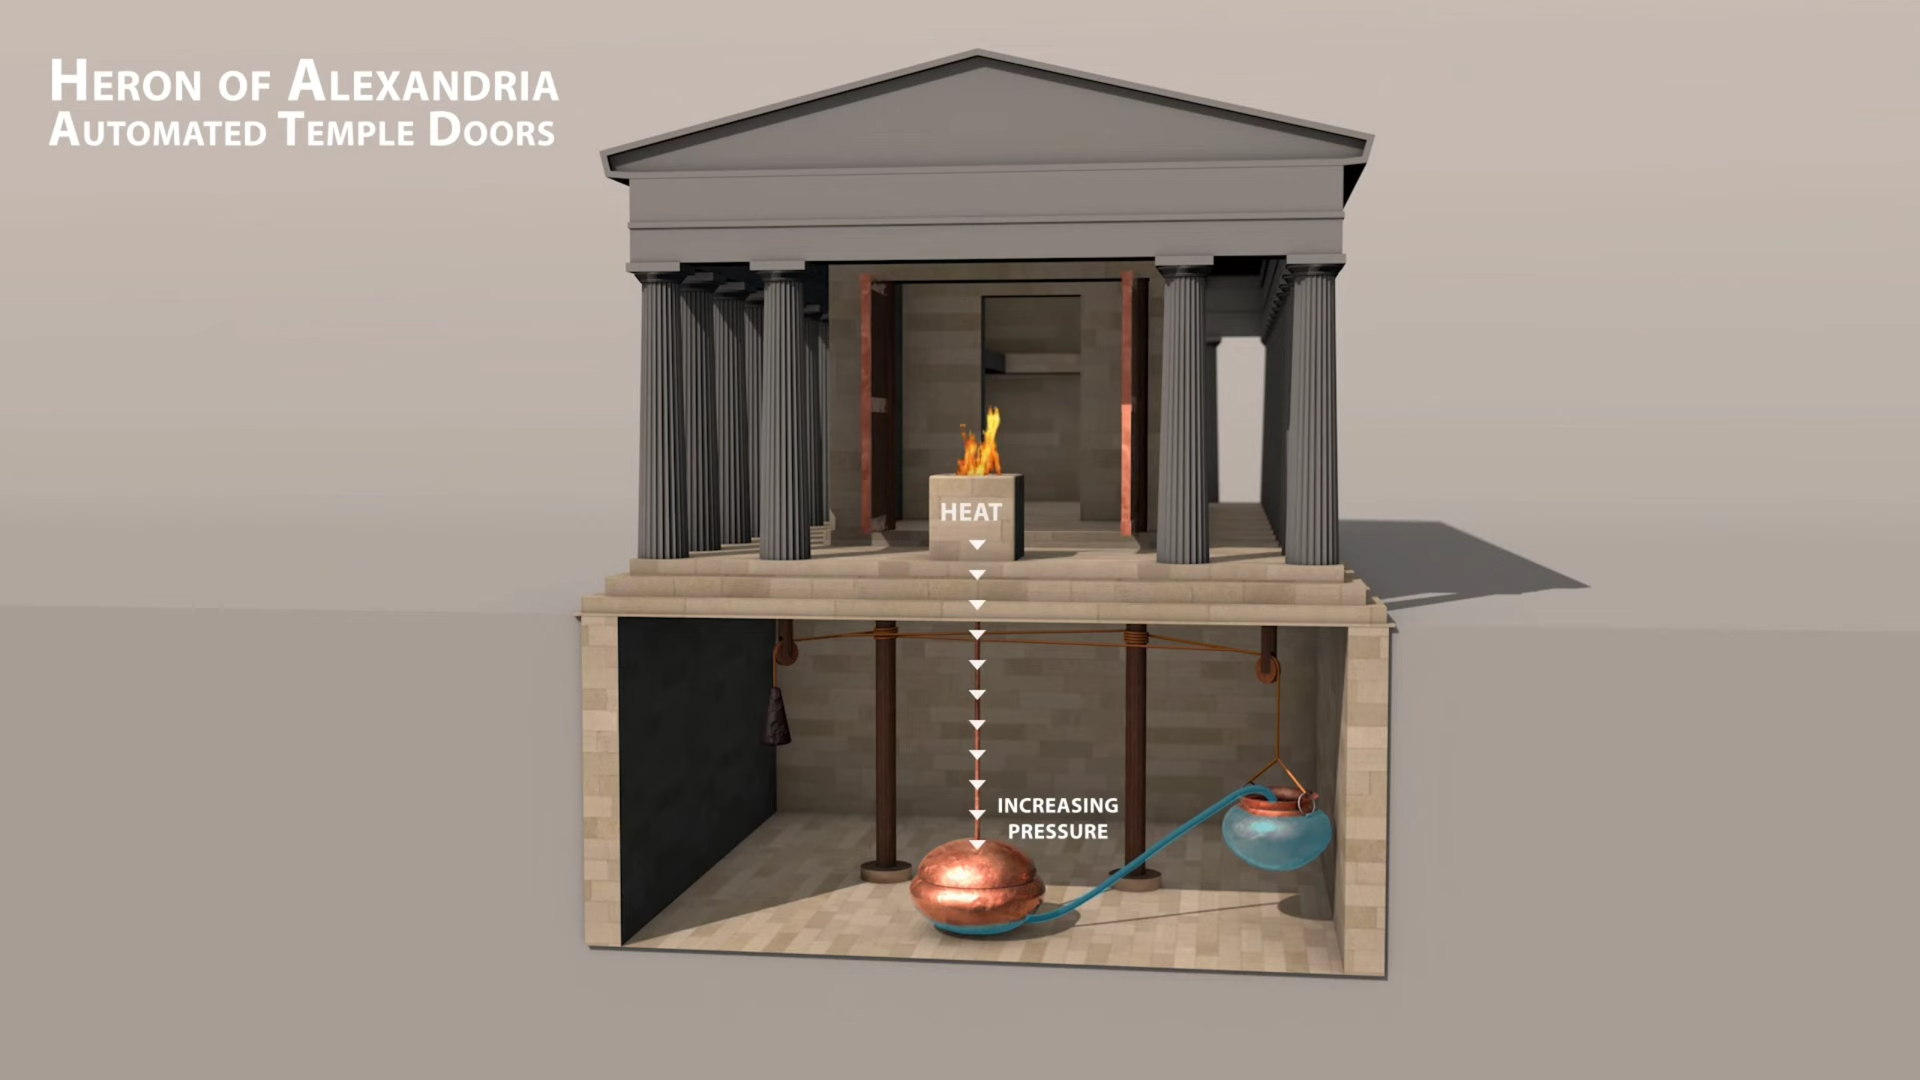 Heron of Alexandria
Automated Temple Doors
HEAT
INCREASING
PRESSURE